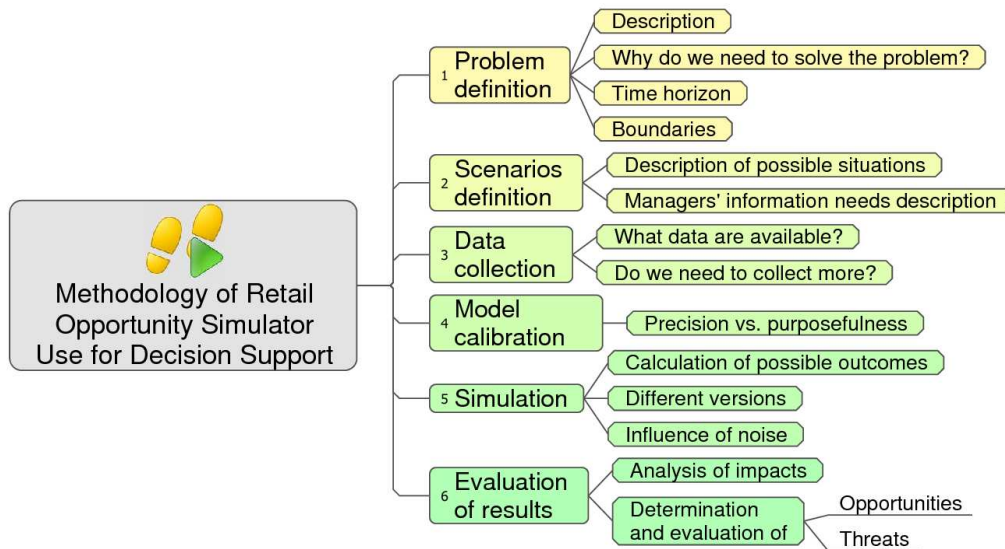 Methodology of Retail
Opportunity Simulator
Use for Decision Support
1 Problem
definition
Description
Why do we need to solve the problem?
Time horizon
Boundaries
2 Scenarios
definition
Description of possible situations
Managers' information needs description
3 Data
collection
What data are available?
Do we need to collect more?
4 Model
calibration
Precision vs. purposefulness
5 Simulation
Calculation of possible outcomes
Different versions
Influence of noise
6 Evaluation
of results
Analysis of impacts
Determination
and evaluation of
Opportunities
Threats